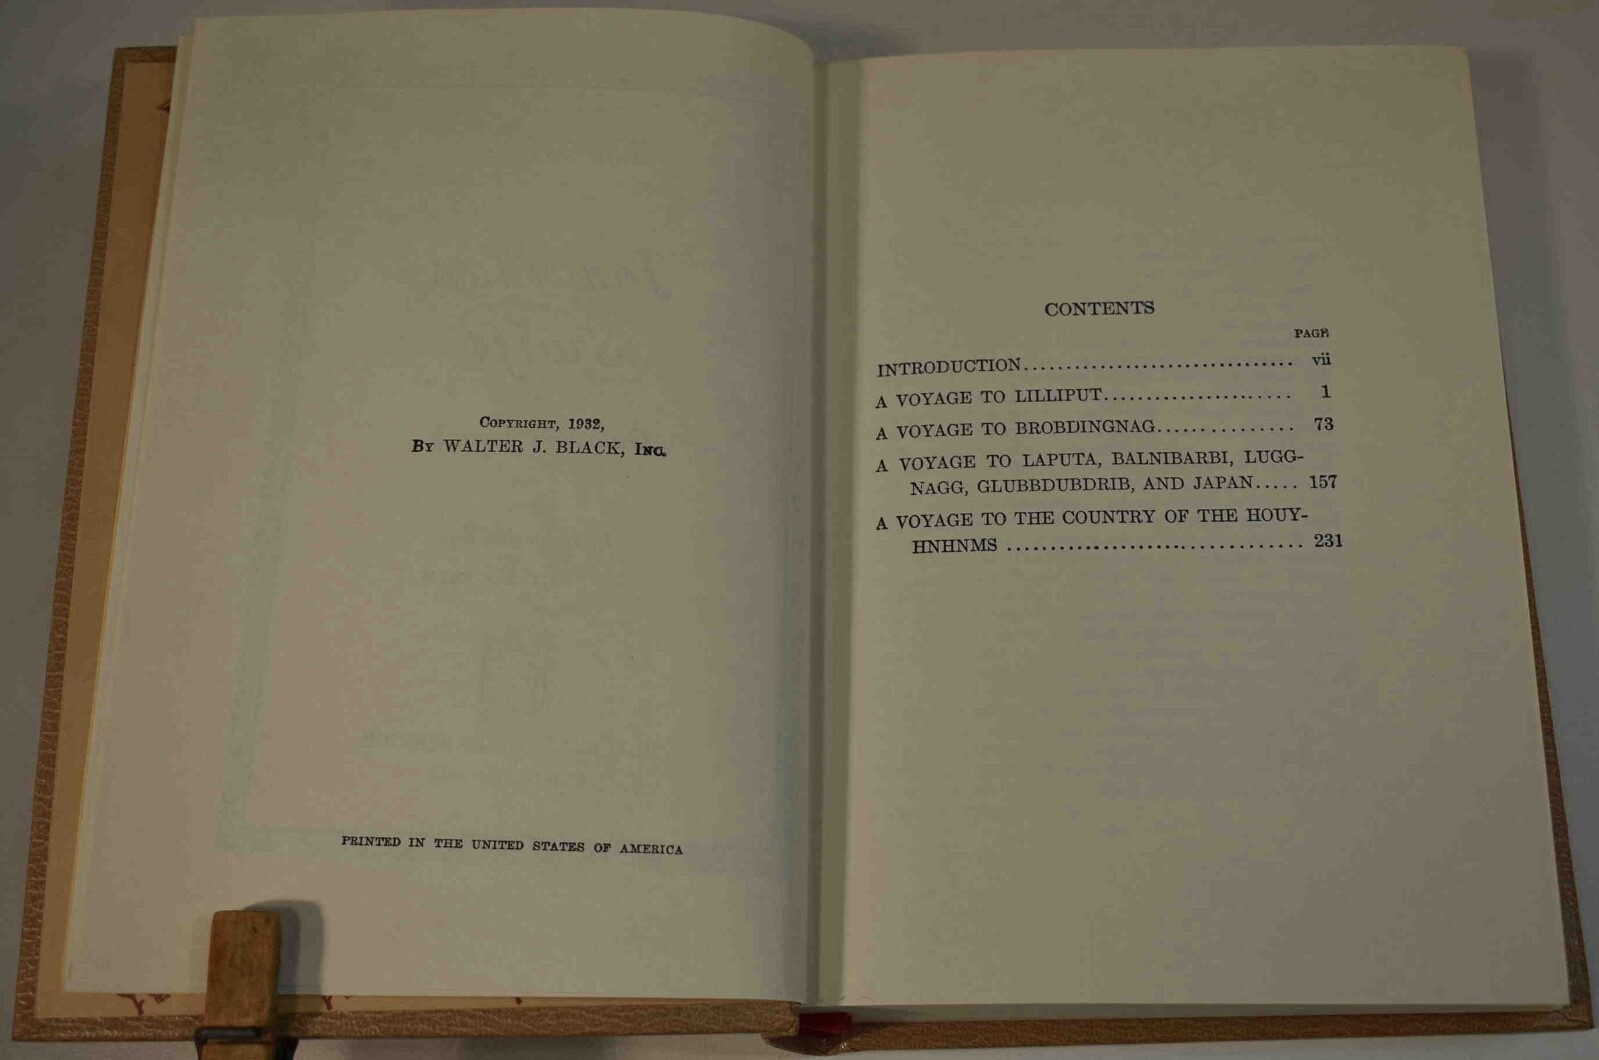 COPYRIGHT, 1932,
BY WALTER J. BLACK, INC.
PRINTED IN THE UNITED STATES OF AMERICA
CONTENTS
PAGE
INTRODUCTION.............................. vii
A VOYAGE TO LILLIPUT...................... 1
A VOYAGE TO BROBDINGNAG............... 73
A VOYAGE TO LAPUTA, BALNIBARBI, LUGG-
NAGG, GLUBBDUBDRIB, AND JAPAN..... 157
A VOYAGE TO THE COUNTRY OF THE HOUY-
HNHNMS .................................. 231